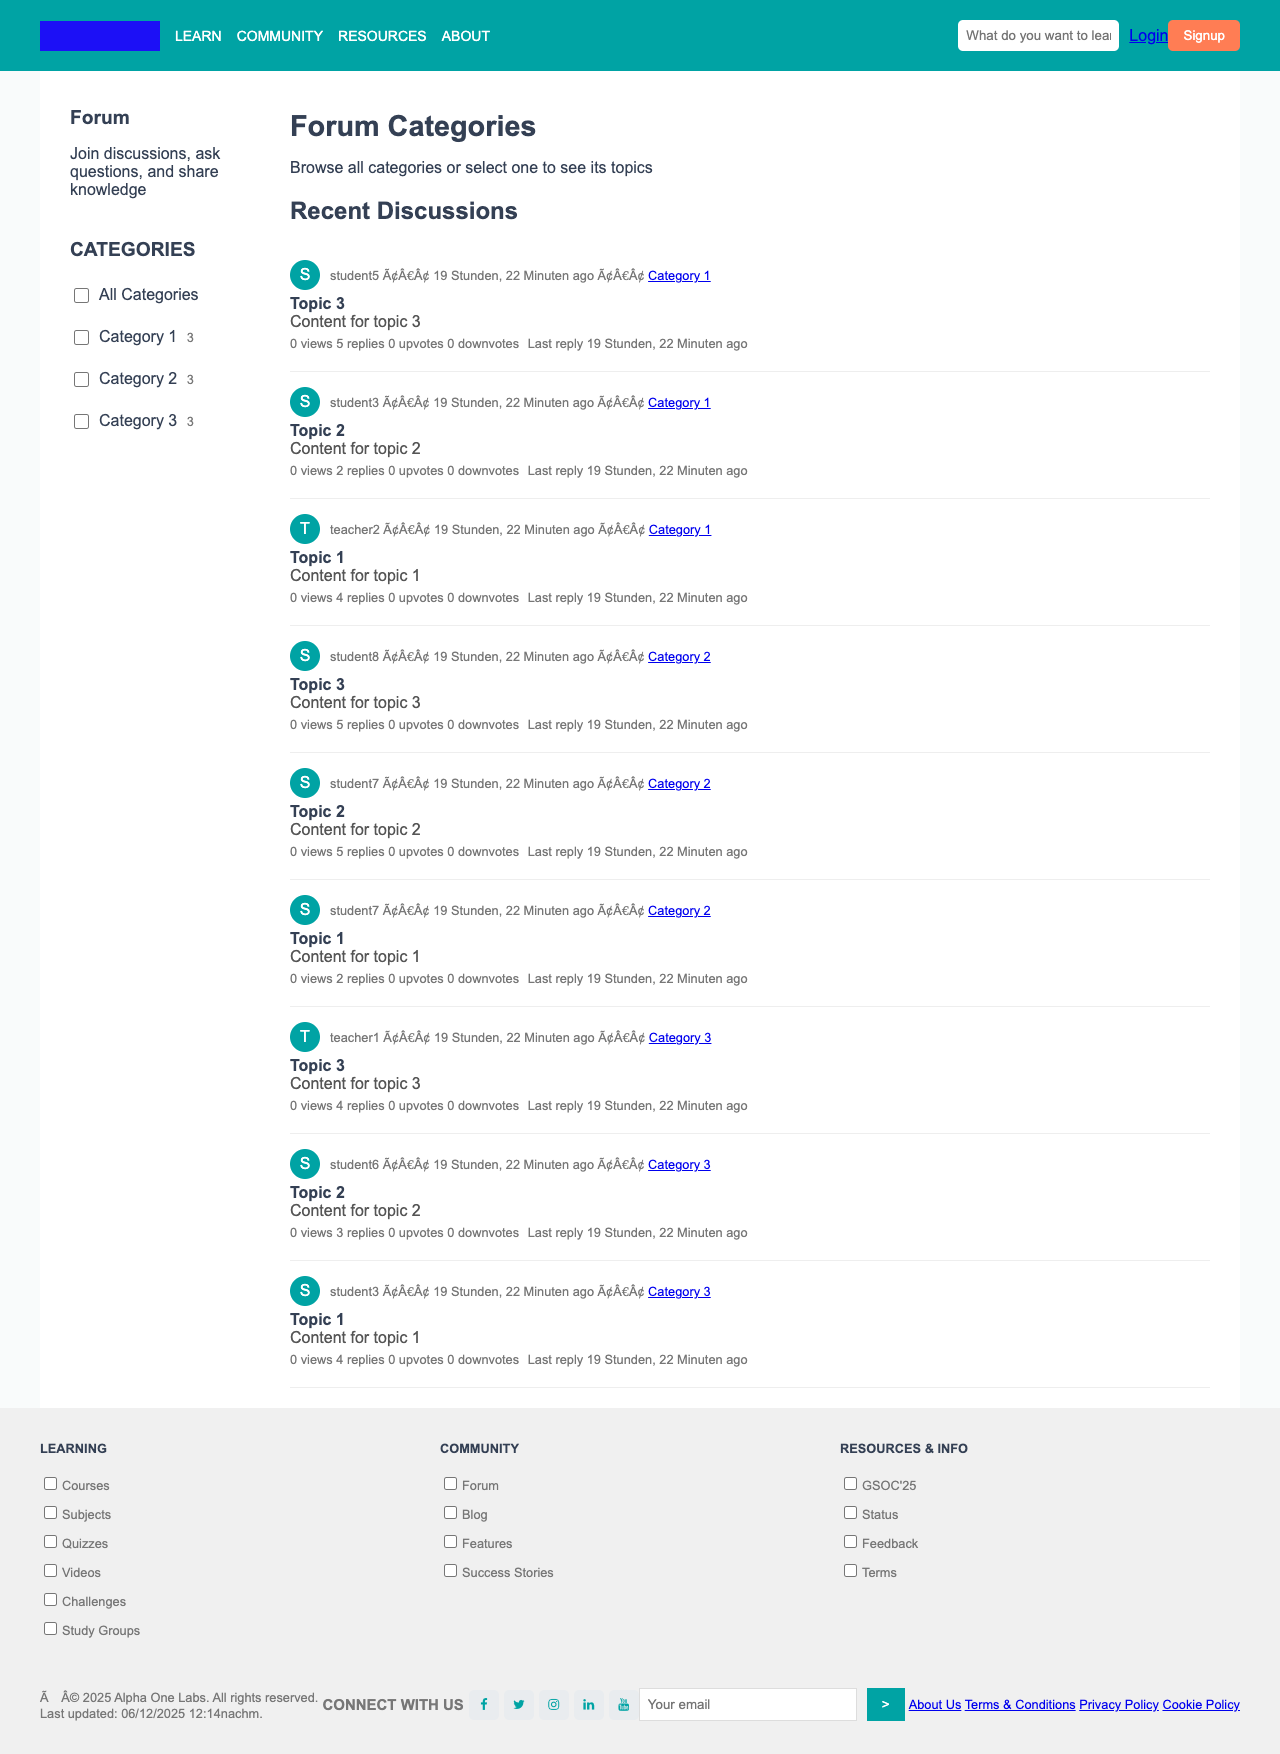 LEARN COMMUNITY RESOURCES ABOUT What do you want to lear Login Signup
Forum
Join discussions, ask
questions, and share
knowledge
CATEGORIES
All Categories
Category 1 3
Category 2 3
Category 3 3
Forum Categories
Browse all categories or select one to see its topics
Recent Discussions
S student5 Ã¢Â€Â¢ 19 Stunden, 22 Minuten ago Ã¢Â€Â¢ Category 1
Topic 3
Content for topic 3
0 views 5 replies 0 upvotes 0 downvotes Last reply 19 Stunden, 22 Minuten ago
S student3 Ã¢Â€Â¢ 19 Stunden, 22 Minuten ago Ã¢Â€Â¢ Category 1
Topic 2
Content for topic 2
0 views 2 replies 0 upvotes 0 downvotes Last reply 19 Stunden, 22 Minuten ago
T teacher2 Ã¢Â€Â¢ 19 Stunden, 22 Minuten ago Ã¢Â€Â¢ Category 1
Topic 1
Content for topic 1
0 views 4 replies 0 upvotes 0 downvotes Last reply 19 Stunden, 22 Minuten ago
S student8 Ã¢Â€Â¢ 19 Stunden, 22 Minuten ago Ã¢Â€Â¢ Category 2
Topic 3
Content for topic 3
0 views 5 replies 0 upvotes 0 downvotes Last reply 19 Stunden, 22 Minuten ago
S student7 Ã¢Â€Â¢ 19 Stunden, 22 Minuten ago Ã¢Â€Â¢ Category 2
Topic 2
Content for topic 2
0 views 5 replies 0 upvotes 0 downvotes Last reply 19 Stunden, 22 Minuten ago
S student7 Ã¢Â€Â¢ 19 Stunden, 22 Minuten ago Ã¢Â€Â¢ Category 2
Topic 1
Content for topic 1
0 views 2 replies 0 upvotes 0 downvotes Last reply 19 Stunden, 22 Minuten ago
T teacher1 Ã¢Â€Â¢ 19 Stunden, 22 Minuten ago Ã¢Â€Â¢ Category 3
Topic 3
Content for topic 3
0 views 4 replies 0 upvotes 0 downvotes Last reply 19 Stunden, 22 Minuten ago
S student6 Ã¢Â€Â¢ 19 Stunden, 22 Minuten ago Ã¢Â€Â¢ Category 3
Topic 2
Content for topic 2
0 views 3 replies 0 upvotes 0 downvotes Last reply 19 Stunden, 22 Minuten ago
S student3 Ã¢Â€Â¢ 19 Stunden, 22 Minuten ago Ã¢Â€Â¢ Category 3
Topic 1
Content for topic 1
0 views 4 replies 0 upvotes 0 downvotes Last reply 19 Stunden, 22 Minuten ago
LEARNING
Courses
Subjects
Quizzes
Videos
Challenges
Study Groups
COMMUNITY
Forum
Blog
Features
Success Stories
RESOURCES & INFO
GSOC'25
Status
Feedback
Terms
Ã Â© 2025 Alpha One Labs. All rights reserved.
Last updated: 06/12/2025 12:14nachm.
CONNECT WITH US
Your email >
About Us Terms & Conditions Privacy Policy Cookie Policy